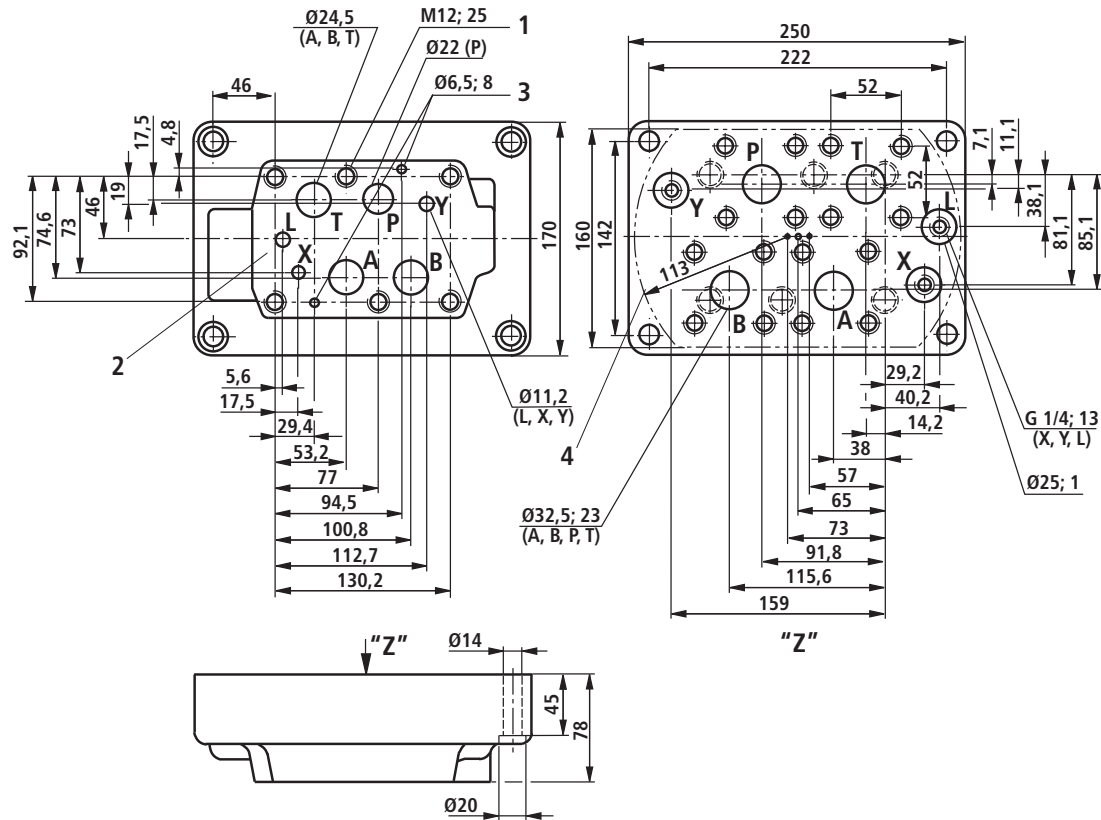 Ø24,5
(A, B, T)
M12; 25
1
Ø22 (P)
Ø6,5; 8
3
46
4,8
17,5
19
46
73
74,6
92,1
L
T
P
Y
X
A
B
170
2
5,6
17,5
29,4
53,2
77
94,5
100,8
112,7
130,2
Ø11,2
(L, X, Y)
250
222
52
7,1
11,1
38,1
81,1
85,1
P
T
52
Y
L
160
142
113
X
B
A
4
29,2
40,2
14,2
38
57
65
73
91,8
115,6
159
G 1/4; 13
(X, Y, L)
Ø25; 1
Ø32,5; 23
(A, B, P, T)
"Z"
"Z"
Ø14
45
78
Ø20